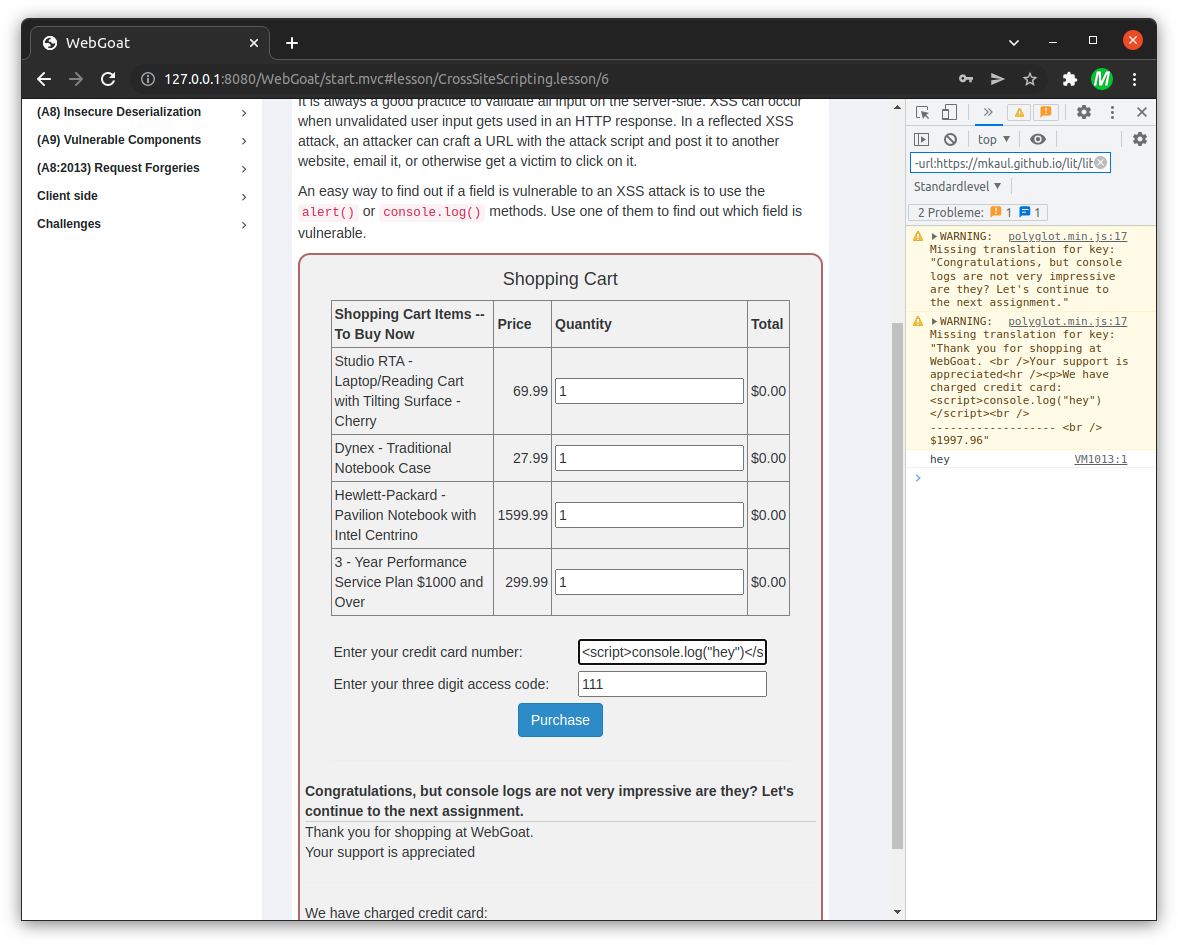 WebGoat
127.0.0.1:8080/WebGoat/start.mvc#lesson/CrossSiteScripting.lesson/6
M
(A8) Insecure Deserialization
(A9) Vulnerable Components
(A8:2013) Request Forgeries
Client side
Challenges
It is always a good practice to validate all input on the server-side. XSS can occur
when unvalidated user input gets used in an HTTP response. In a reflected XSS
attack, an attacker can craft a URL with the attack script and post it to another
website, email it, or otherwise get a victim to click on it.
An easy way to find out if a field is vulnerable to an XSS attack is to use the
alert() or console.log() methods. Use one of them to find out which field is
vulnerable.
Shopping Cart
Shopping Cart Items --
To Buy Now
Price
Quantity
Total
Studio RTA -
Laptop/Reading Cart
with Tilting Surface -
Cherry
69.99
1
$0.00
Dynex - Traditional
Notebook Case
27.99
1
$0.00
Hewlett-Packard -
Pavilion Notebook with
Intel Centrino
1599.99
1
$0.00
3 - Year Performance
Service Plan $1000 and
Over
299.99
1
$0.00
Enter your credit card number:
<script>console.log("hey")</s
Enter your three digit access code:
111
Purchase
Congratulations, but console logs are not very impressive are they? Let's
continue to the next assignment.
Thank you for shopping at WebGoat.
Your support is appreciated
We have charged credit card:
top
-url:https://mkaul.github.io/lit/lit
Standardlevel
2 Probleme: 1 1
WARNING: polyglot.min.js:17
Missing translation for key:
"Congratulations, but console
logs are not very impressive
are they? Let's continue to
the next assignment."
WARNING: polyglot.min.js:17
Missing translation for key:
"Thank you for shopping at
WebGoat. <br />Your support is
appreciated<hr /><p>We have
charged credit card:
<script>console.log("hey")
</script><br />
------------------- <br />
$1997.96"
hey VM1013:1